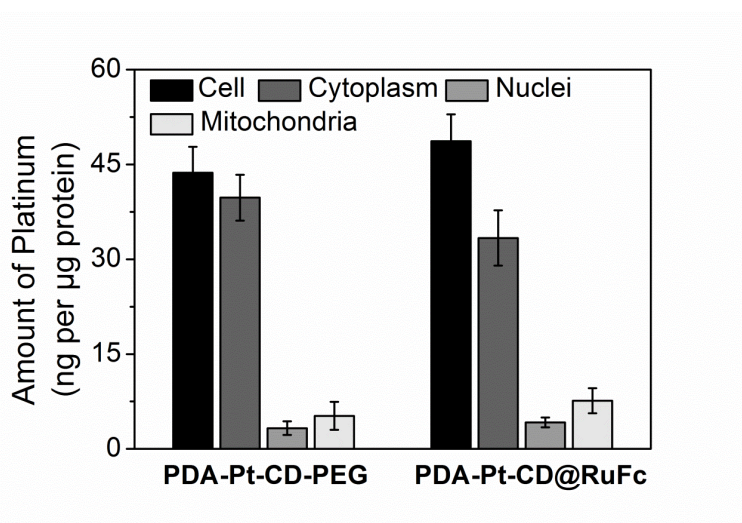 60
45
30
15
0
Amount of Platinum
(ng per μg protein)
Cell Cytoplasm Nuclei
Mitochondria
PDA-Pt-CD-PEG PDA-Pt-CD@RuFc